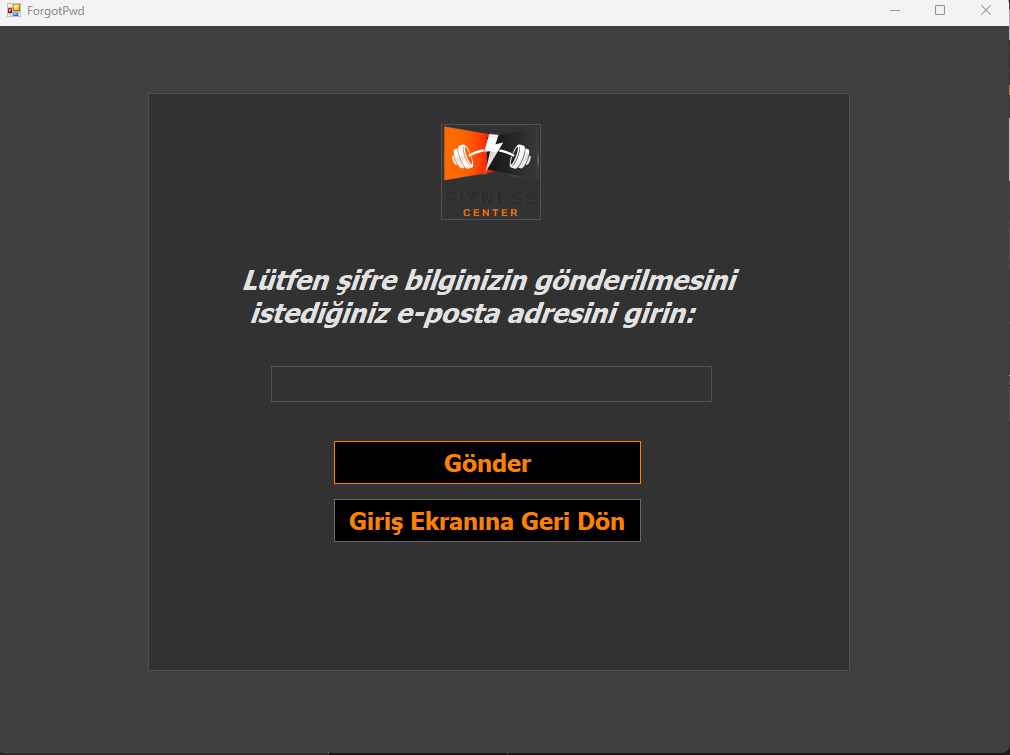 ForgotPwd
FITNESS
CENTER
Lütfen şifre bilginizin gönderilmesini
istediğiniz e-posta adresini girin:
Gönder
Giriş Ekranına Geri Dön